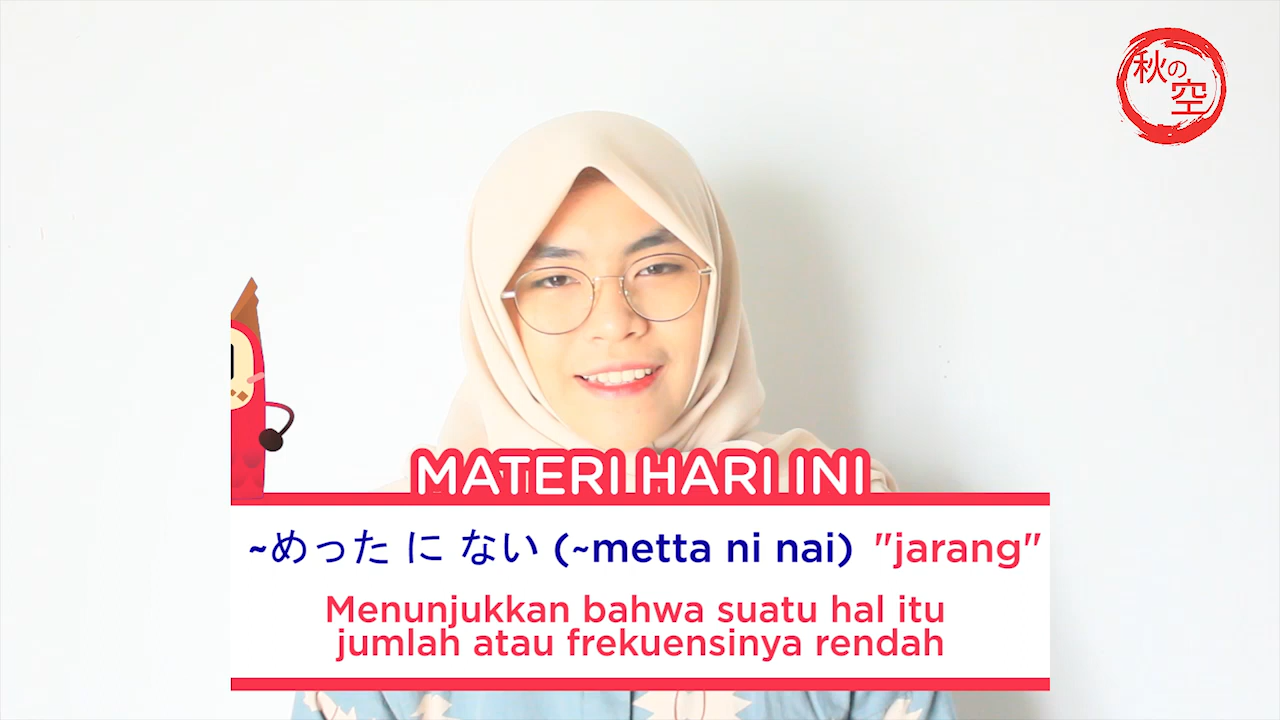 秋の
空
MATERI HARI INI
~めった に ない (~metta ni nai) "jarang"
Menunjukkan bahwa suatu hal itu
jumlah atau frekuensinya rendah